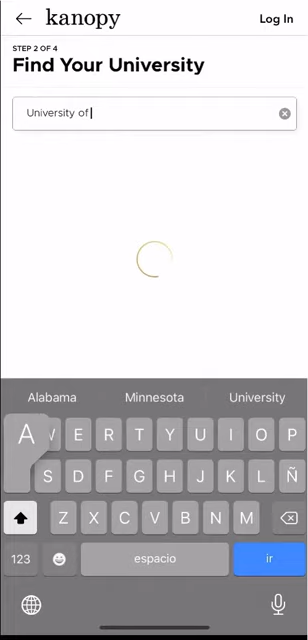 kanopy
Log In
STEP 2 OF 4
Find Your University
University of
Alabama Minnesota University
A W E R T Y U I O P
S D F G H J K L Ñ
Z X C V B N M
123 espacio ir